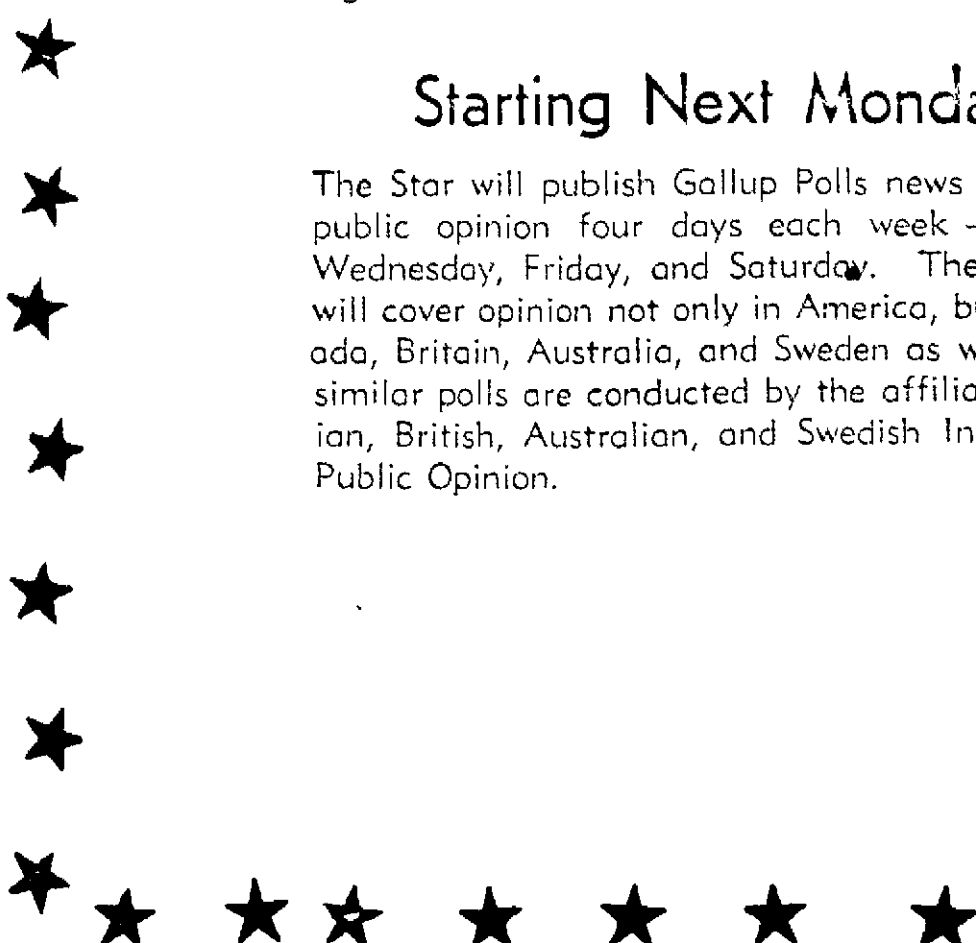 Starting Next Monda
The Star will publish Gallup Polls news
public opinion four days each week -
Wednesday, Friday, and Saturday. The
will cover opinion not only in America, b
ada, Britain, Australia, and Sweden as w
similar polls are conducted by the affilia
ian, British, Australian, and Swedish In
Public Opinion.